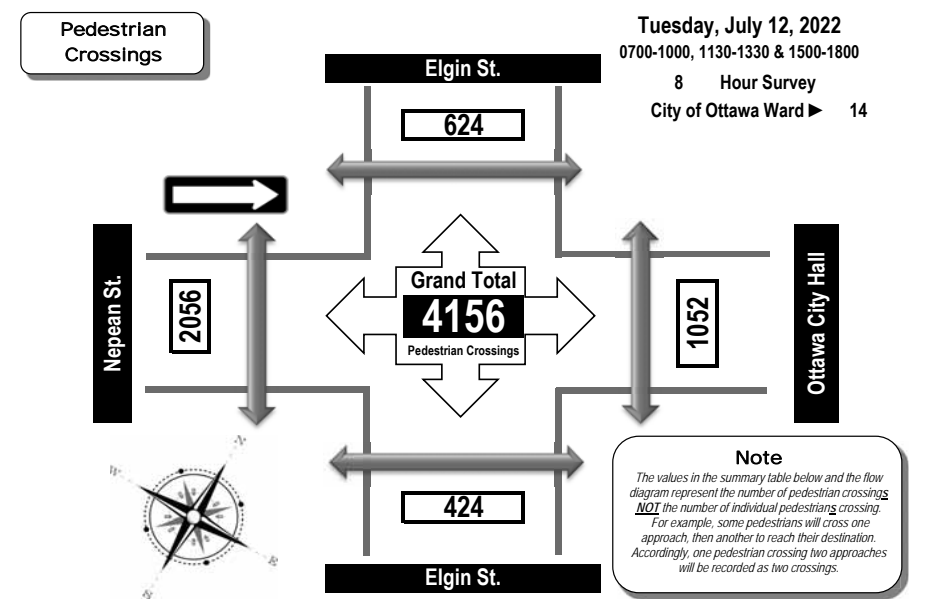 Pedestrian
Crossings
Tuesday, July 12, 2022
0700-1000, 1130-1330 & 1500-1800
8 Hour Survey
City of Ottawa Ward ► 14
Elgin St.
624
Nepean St.
2056
Grand Total
4156
Pedestrian Crossings
1052
Ottawa City Hall
424
Elgin St.
N
W
E
S
Note
The values in the summary table below and the flow
diagram represent the number of pedestrian crossings
NOT the number of individual pedestrians crossing.
For example, some pedestrians will cross one
approach, then another to reach their destination.
Accordingly, one pedestrian crossing two approaches
will be recorded as two crossings.